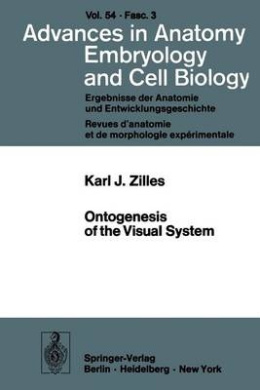 Vol. 54 · Fasc. 3
Advances in Anatomy
Embryology
and Cell Biology
Ergebnisse der Anatomie
und Entwicklungsgeschichte
Revues d'anatomie
et de morphologie expérimentale
Karl J. Zilles
Ontogenesis
of the Visual System
Springer-Verlag
Berlin · Heidelberg · New York